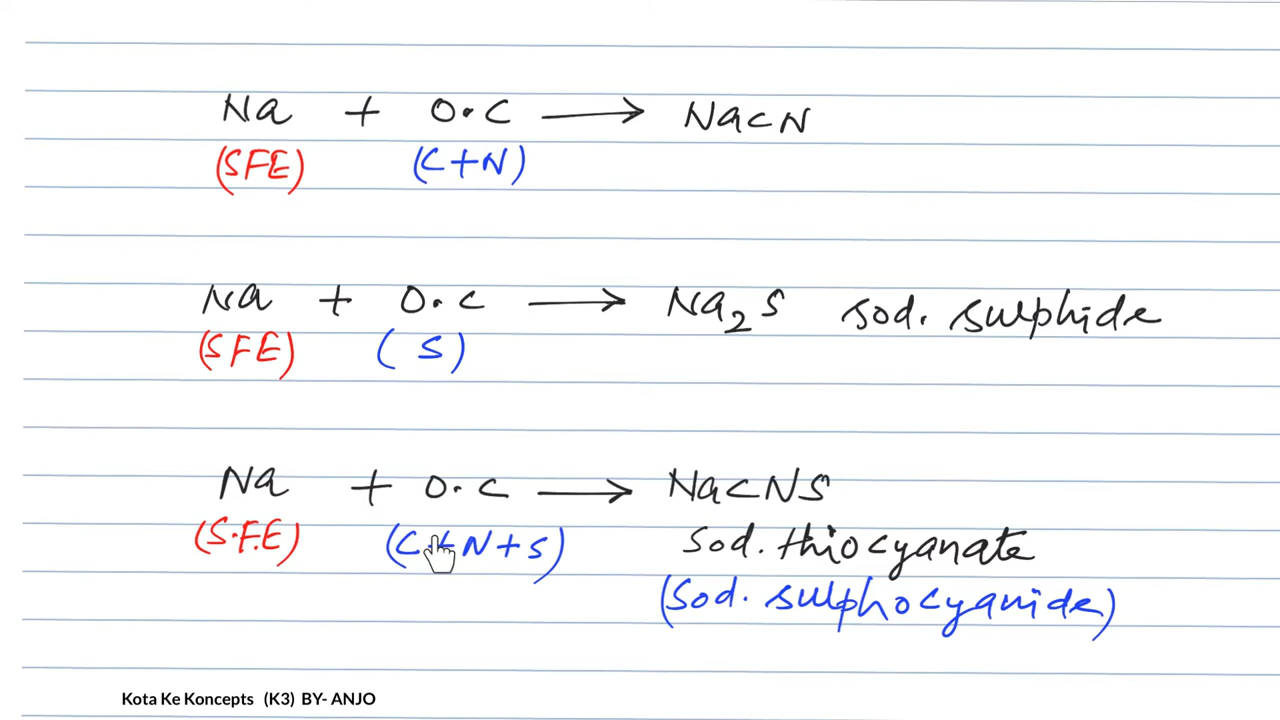 Na + O.C ⟶ NaCN
(SFE) (C+N)
Na + O.C ⟶ Na₂S sod. sulphide
(SFE) (S)
Na + O.C ⟶ NaCNS
(S.F.E) (C+N+S) Sod. thiocyanate
(Sod. sulphocyanide)
Kota Ke Koncepts (K3) BY- ANJO